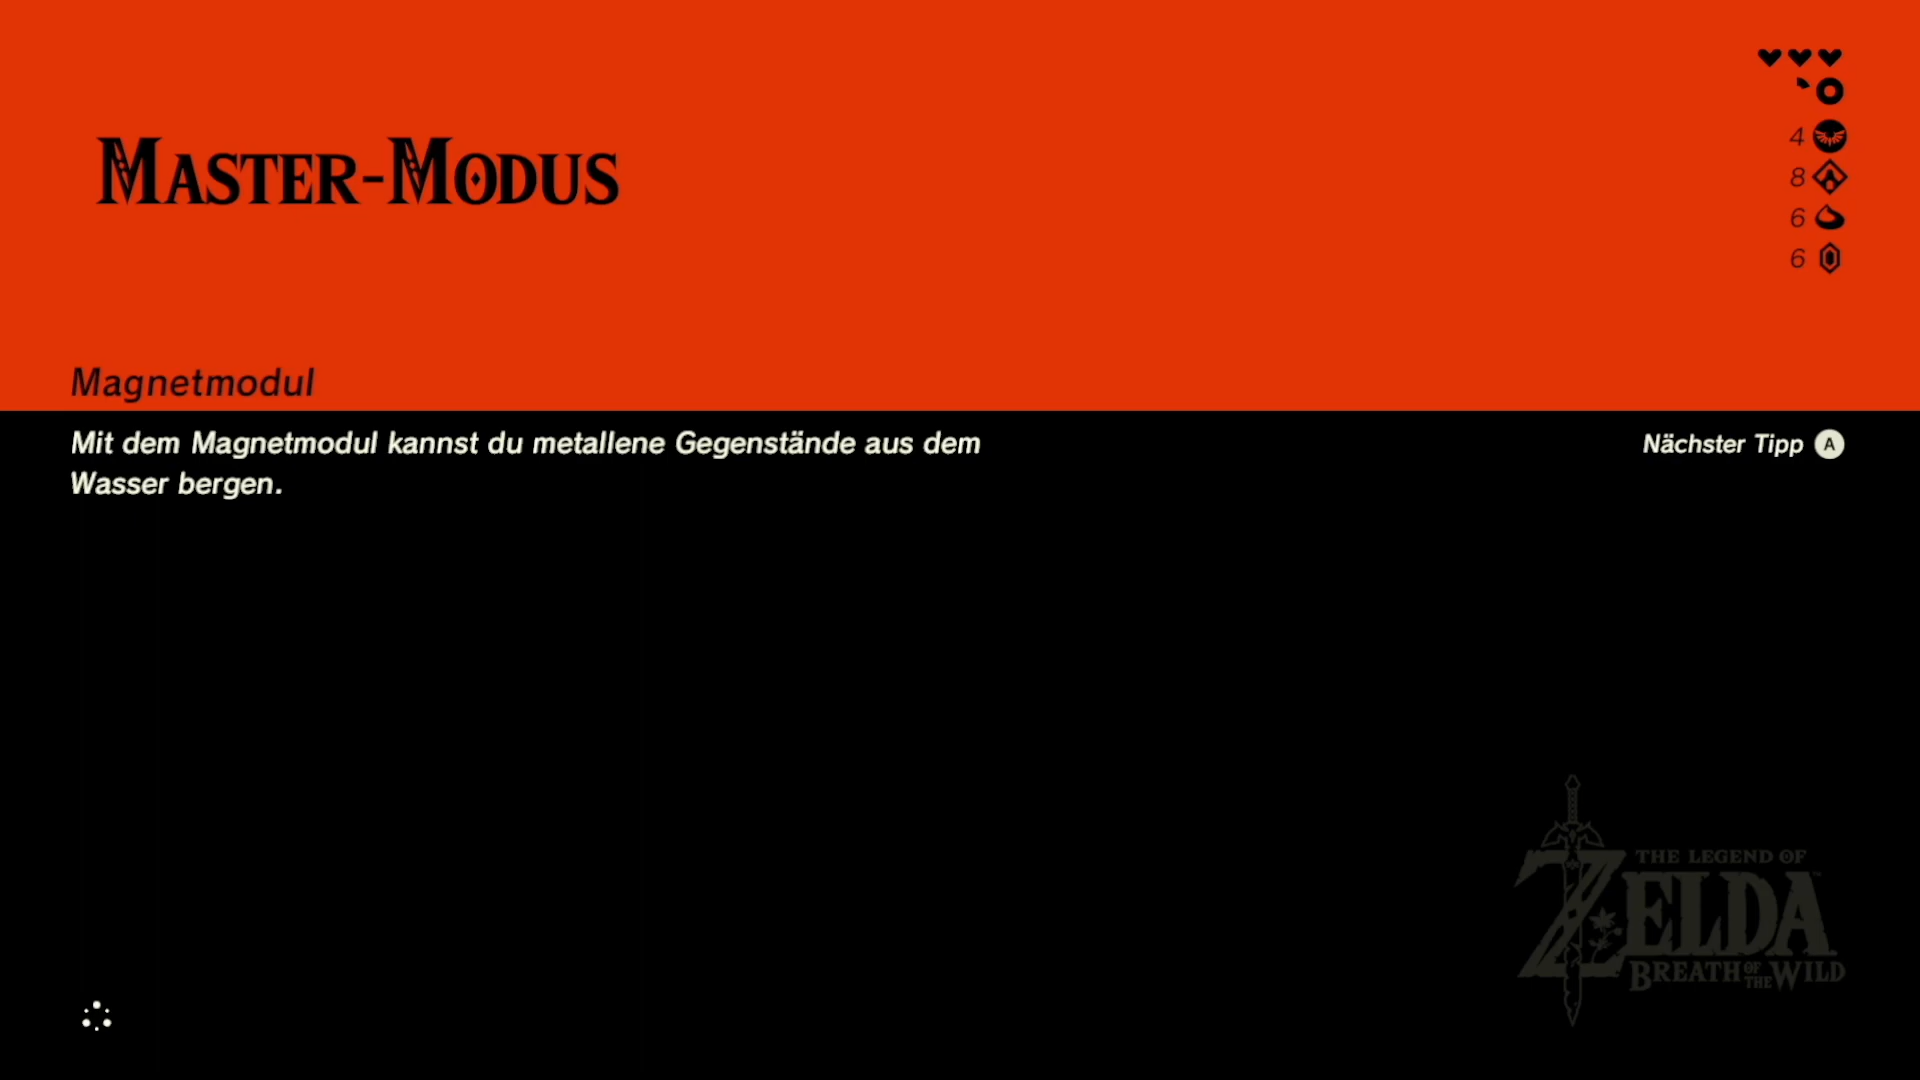 Master-Modus
4
8
6
6
Magnetmodul
Mit dem Magnetmodul kannst du metallene Gegenstände aus dem
Wasser bergen.
Nächster Tipp A
THE LEGEND OF
ZELDA
BREATH OF THE WILD